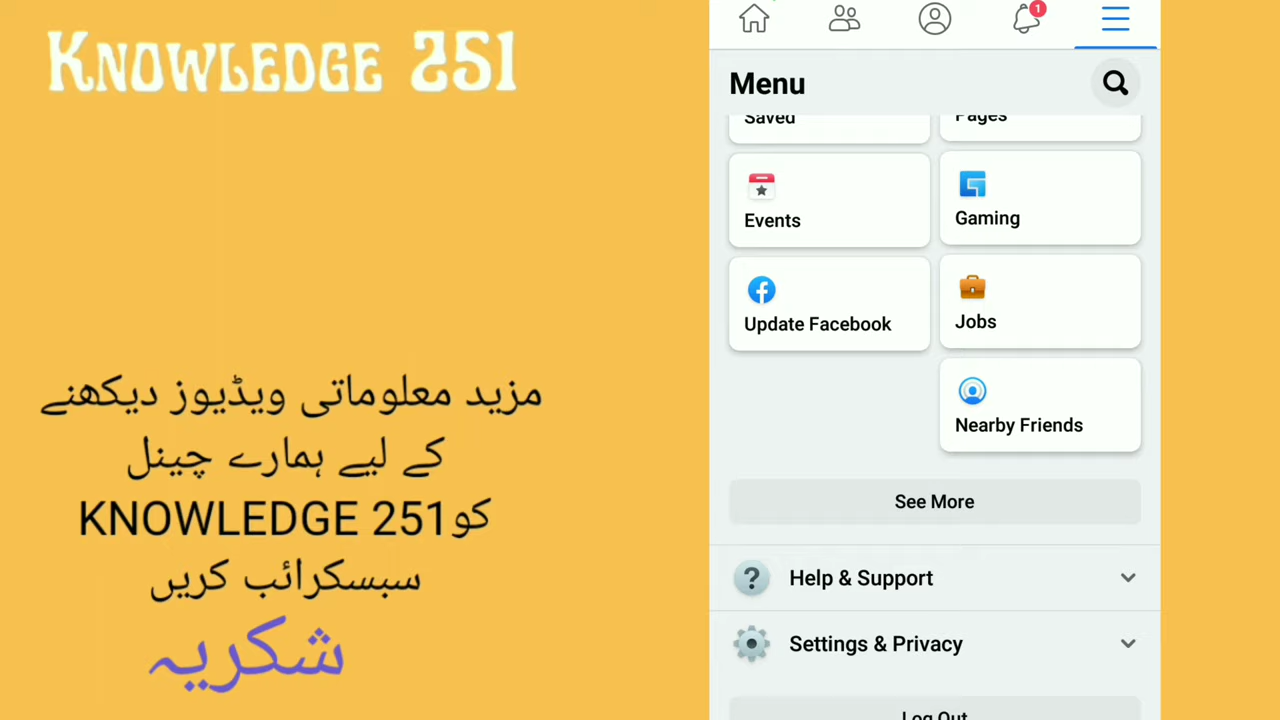 KNOWLEDGE 251
مزید معلوماتی ویڈیوز دیکھنے
کے لیے ہمارے چینل
KNOWLEDGE 251کو
سبسکرائب کریں
شکریہ
1
Menu
Saved
Pages
Events
Gaming
Update Facebook
Jobs
Nearby Friends
See More
Help & Support
Settings & Privacy
Log Out